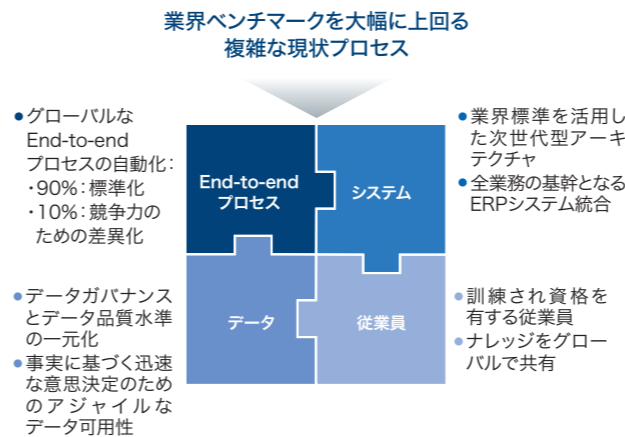 業界ベンチマークを大幅に上回る
複雑な現状プロセス
●グローバルな
End-to-end
プロセスの自動化：
・90%：標準化
・10%：競争力の
ための差異化
End-to-end
プロセス
システム
●業界標準を活用し
た次世代型アーキ
テクチャ
●全業務の基幹となる
ERPシステム統合
●データガバナンス
とデータ品質水準
の一元化
●事実に基づく迅速
な意思決定のため
のアジャイルな
データ可用性
データ
従業員
●訓練され資格を
有する従業員
●ナレッジをグロー
バルで共有